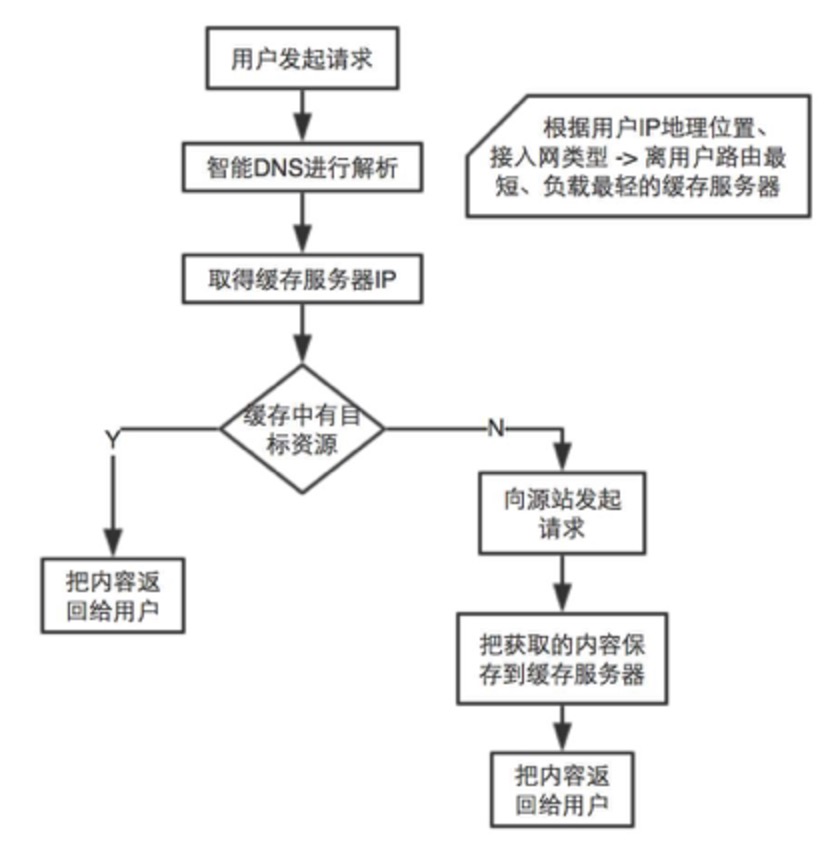 用户发起请求
智能DNS进行解析
根据用户IP地理位置、
接入网类型 -> 离用户路由最
短、负载最轻的缓存服务器
取得缓存服务器IP
缓存中有目
标资源
Y
N
向源站发起
请求
把内容返
回给用户
把获取的内容保
存到缓存服务器
把内容返
回给用户